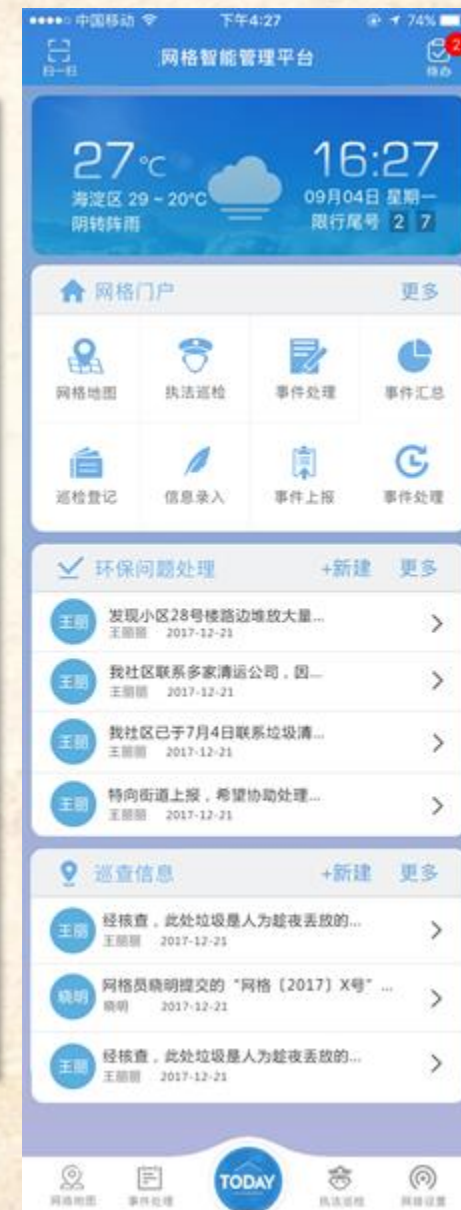 中国移动 下午4:27 74%
扫一扫 网格智能管理平台 2
待办
27℃ 16:27
海淀区 29 ~ 20℃ 09月04日 星期一
阴转阵雨 限行尾号 2 7
网格门户 更多
网格地图 执法巡检 事件处理 事件汇总
巡检登记 信息录入 事件上报 事件处理
环保问题处理 +新建 更多
王丽 发现小区28号楼路边堆放大量...
王丽丽 2017-12-21
王丽 我社区联系多家清运公司，因...
王丽丽 2017-12-21
王丽 我社区已于7月4日联系垃圾清...
王丽丽 2017-12-21
王丽 特向街道上报，希望协助处理...
王丽丽 2017-12-21
巡查信息 +新建 更多
王丽 经核查，此处垃圾是人为趁夜丢放的...
王丽丽 2017-12-21
晓明 网格员晓明提交的“网格〔2017〕X号” ...
晓明 2017-12-21
王丽 经核查，此处垃圾是人为趁夜丢放的...
王丽丽 2017-12-21
TODAY
网格地图 事件处理 执法巡检 网格设置